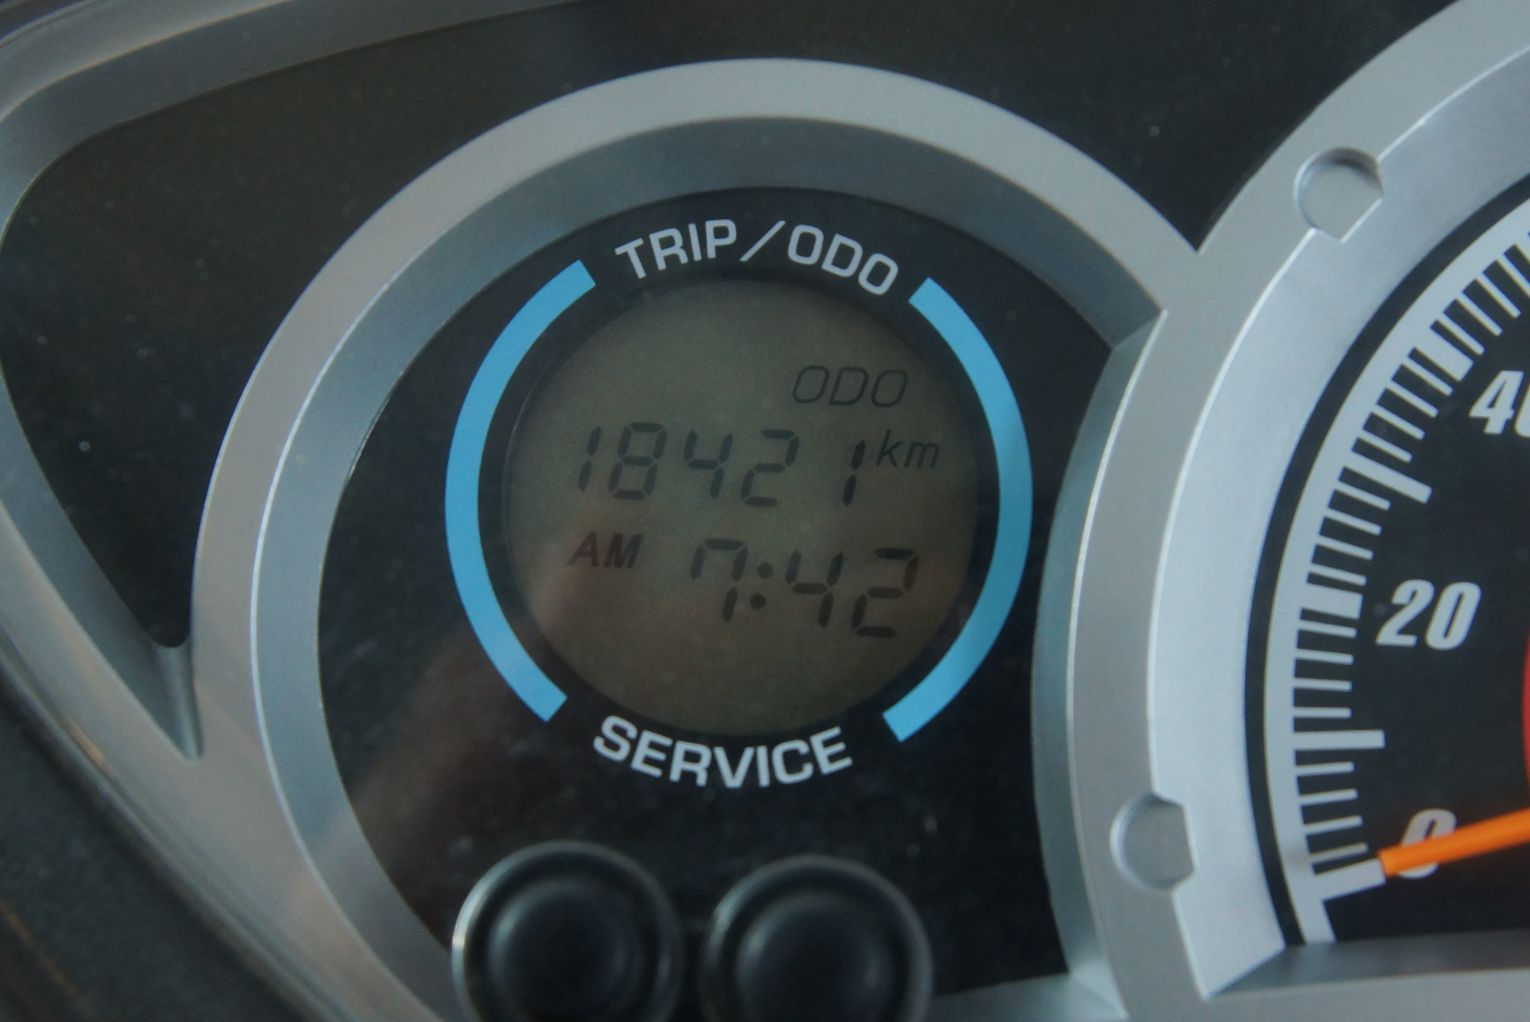 TRIP/ODO
ODO
18421 km
AM 7:42
SERVICE
40
20
0